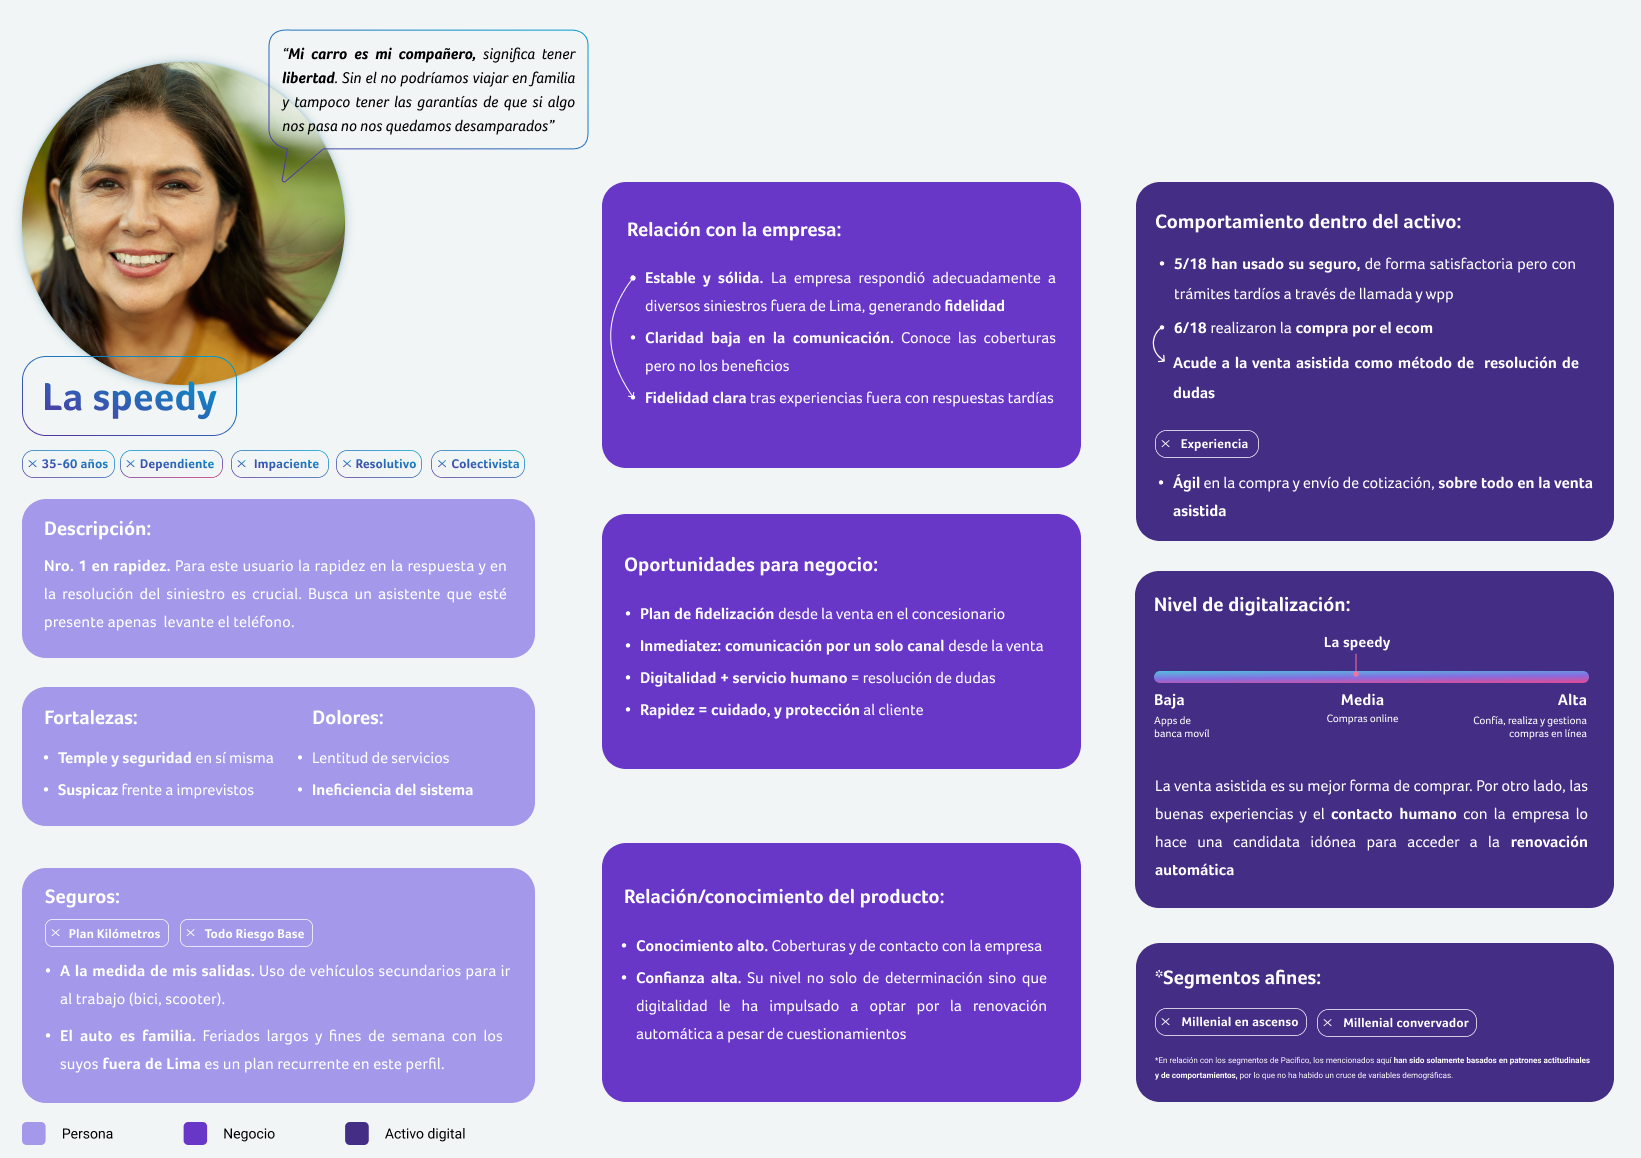 “Mi carro es mi compañero, significa tener
libertad. Sin el no podríamos viajar en familia
y tampoco tener las garantías de que si algo
nos pasa no nos quedamos desamparados”
La speedy
× 35-60 años × Dependiente × Impaciente × Resolutivo × Colectivista
Descripción:
Nro. 1 en rapidez. Para este usuario la rapidez en la respuesta y en
la resolución del siniestro es crucial. Busca un asistente que esté
presente apenas levante el teléfono.
Fortalezas:
• Temple y seguridad en sí misma
• Suspicaz frente a imprevistos
Dolores:
• Lentitud de servicios
• Ineficiencia del sistema
Seguros:
× Plan Kilómetros × Todo Riesgo Base
• A la medida de mis salidas. Uso de vehículos secundarios para ir
al trabajo (bici, scooter).
• El auto es familia. Feriados largos y fines de semana con los
suyos fuera de Lima es un plan recurrente en este perfil.
Relación con la empresa:
• Estable y sólida. La empresa respondió adecuadamente a
diversos siniestros fuera de Lima, generando fidelidad
• Claridad baja en la comunicación. Conoce las coberturas
pero no los beneficios
Fidelidad clara tras experiencias fuera con respuestas tardías
Oportunidades para negocio:
• Plan de fidelización desde la venta en el concesionario
• Inmediatez: comunicación por un solo canal desde la venta
• Digitalidad + servicio humano = resolución de dudas
• Rapidez = cuidado, y protección al cliente
Relación/conocimiento del producto:
• Conocimiento alto. Coberturas y de contacto con la empresa
• Confianza alta. Su nivel no solo de determinación sino que
digitalidad le ha impulsado a optar por la renovación
automática a pesar de cuestionamientos
Comportamiento dentro del activo:
• 5/18 han usado su seguro, de forma satisfactoria pero con
trámites tardíos a través de llamada y wpp
• 6/18 realizaron la compra por el ecom
Acude a la venta asistida como método de resolución de
dudas
× Experiencia
• Ágil en la compra y envío de cotización, sobre todo en la venta
asistida
Nivel de digitalización:
La speedy
Baja
Apps de
banca movíl
Media
Compras online
Alta
Confía, realiza y gestiona
compras en línea
La venta asistida es su mejor forma de comprar. Por otro lado, las
buenas experiencias y el contacto humano con la empresa lo
hace una candidata idónea para acceder a la renovación
automática
*Segmentos afines:
× Millenial en ascenso × Millenial convervador
*En relación con los segmentos de Pacífico, los mencionados aquí han sido solamente basados en patrones actitudinales
y de comportamientos, por lo que no ha habido un cruce de variables demográficas.
Persona Negocio Activo digital